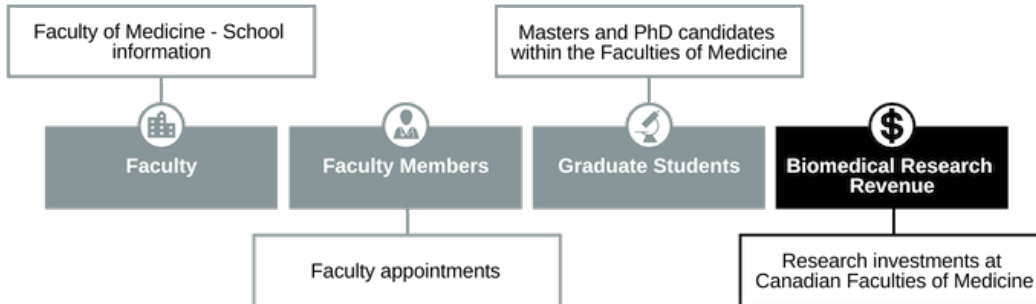 Faculty of Medicine - School
information
Masters and PhD candidates
within the Faculties of Medicine
$
Faculty
Faculty Members
Graduate Students
Biomedical Research
Revenue
Faculty appointments
Research investments at
Canadian Faculties of Medicine